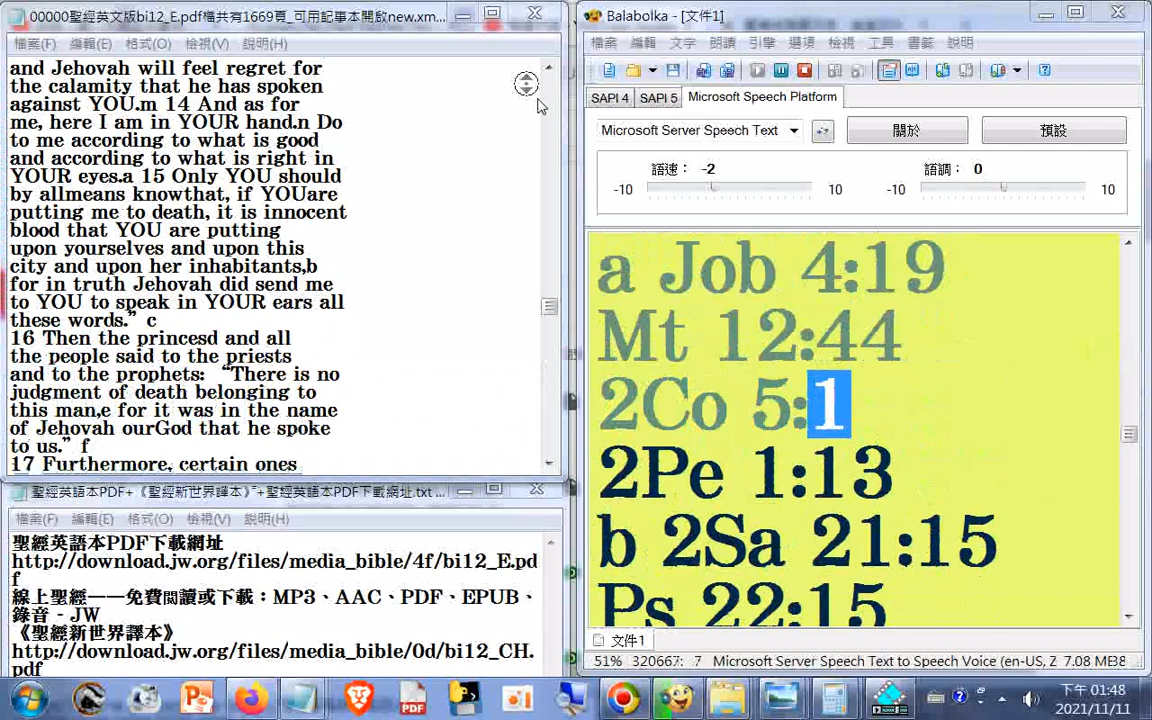 00000聖經英文版bi12_E.pdf檔共有1669頁_可用記事本開啟new.xm...
檔案(F) 編輯(E) 格式(O) 檢視(V) 說明(H)
and Jehovah will feel regret for
the calamity that he has spoken
against YOU.m 14 And as for
me, here I am in YOUR hand.n Do
to me according to what is good
and according to what is right in
YOUR eyes.a 15 Only YOU should
by allmeans knowthat, if YOUare
putting me to death, it is innocent
blood that YOU are putting
upon yourselves and upon this
city and upon her inhabitants,b
for in truth Jehovah did send me
to YOU to speak in YOUR ears all
these words.” c
16 Then the princesd and all
the people said to the priests
and to the prophets: “There is no
judgment of death belonging to
this man,e for it was in the name
of Jehovah ourGod that he spoke
to us.” f
17 Furthermore, certain ones
聖經英語本PDF+《聖經新世界譯本》"+聖經英語本PDF下載網址.txt ...
檔案(F) 編輯(E) 格式(O) 檢視(V) 說明(H)
聖經英語本PDF下載網址
http://download.jw.org/files/media_bible/4f/bi12_E.pd
f
線上聖經——免費閱讀或下載：MP3、AAC、PDF、EPUB、
錄音 - JW
《聖經新世界譯本》
http://download.jw.org/files/media_bible/0d/bi12_CH.
pdf
Balabolka - [文件1]
檔案 編輯 文字 朗讀 引擎 選項 檢視 工具 書籤 說明
SAPI 4 SAPI 5 Microsoft Speech Platform
Microsoft Server Speech Text 關於 預設
語速： -2 語調： 0
-10 10 -10 10
a Job 4:19
Mt 12:44
2Co 5:1
2Pe 1:13
b 2Sa 21:15
Ps 22:15
文件1
51% 320667: 7 Microsoft Server Speech Text to Speech Voice (en-US, Z 7.08 MB
下午 01:48
2021/11/11